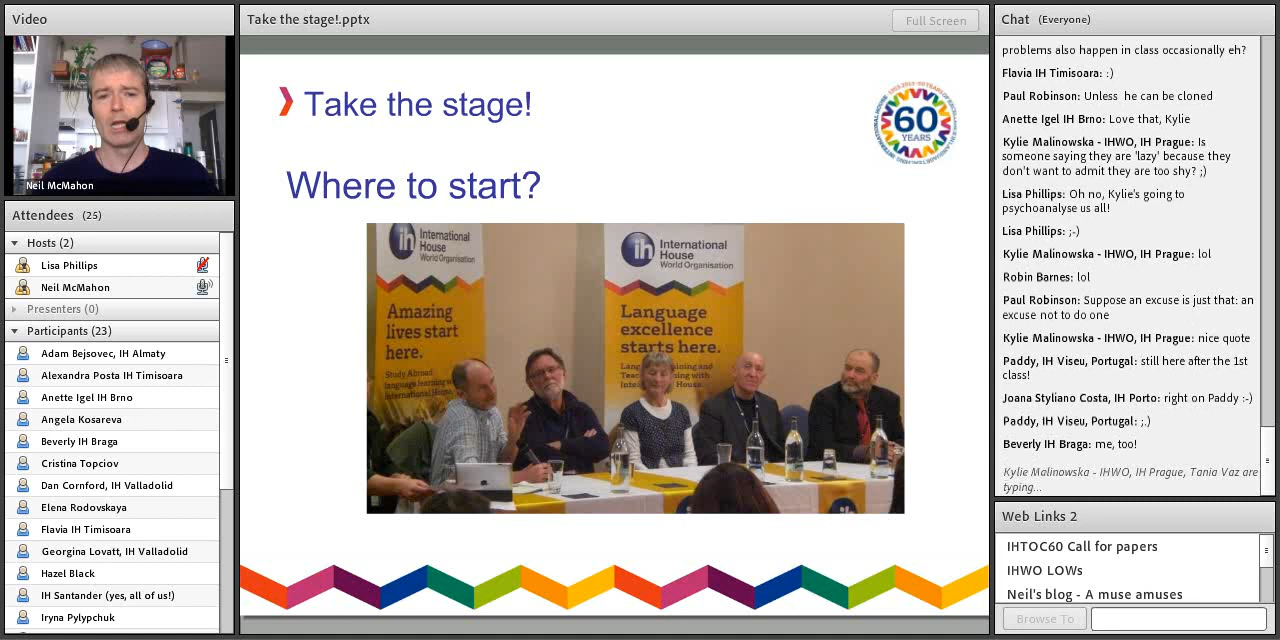 Video
Neil McMahon
Attendees (25)
Hosts (2)
Lisa Phillips
Neil McMahon
Presenters (0)
Participants (23)
Adam Bejsovec, IH Almaty
Alexandra Posta IH Timisoara
Anette Igel IH Brno
Angela Kosareva
Beverly IH Braga
Cristina Topciov
Dan Cornford, IH Valladolid
Elena Rodovskaya
Flavia IH Timisoara
Georgina Lovatt, IH Valladolid
Hazel Black
IH Santander (yes, all of us!)
Iryna Pylypchuk
Take the stage!.pptx
Full Screen
Take the stage!
60
YEARS
Where to start?
ih
International
House
World Organisation
Amazing
lives start
here.
Study Abroad
ih
International
House
World Organisation
Language
excellence
starts here.
ih
Chat (Everyone)
problems also happen in class occasionally eh?
Flavia IH Timisoara: :)
Paul Robinson: Unless he can be cloned
Anette Igel IH Brno: Love that, Kylie
Kylie Malinowska - IHWO, IH Prague: Is
someone saying they are 'lazy' because they
don't want to admit they are too shy? ;)
Lisa Phillips: Oh no, Kylie's going to
psychoanalyse us all!
Lisa Phillips: ;-)
Kylie Malinowska - IHWO, IH Prague: lol
Robin Barnes: lol
Paul Robinson: Suppose an excuse is just that: an
excuse not to do one
Kylie Malinowska - IHWO, IH Prague: nice quote
Paddy, IH Viseu, Portugal: still here after the 1st
class!
Joana Styliano Costa, IH Porto: right on Paddy :-)
Paddy, IH Viseu, Portugal: ;.)
Beverly IH Braga: me, too!
Kylie Malinowska - IHWO, IH Prague, Tania Vaz are
typing...
Web Links 2
IHTOC60 Call for papers
IHWO LOWs
Neil's blog - A muse amuses
Browse To